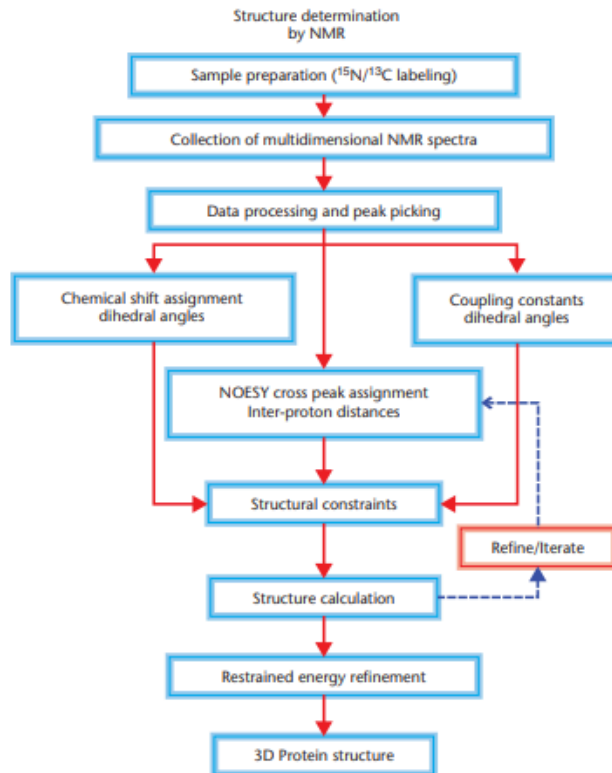 Structure determination
by NMR
Sample preparation (¹⁵N/¹³C labeling)
Collection of multidimensional NMR spectra
Data processing and peak picking
Chemical shift assignment
dihedral angles
Coupling constants
dihedral angles
NOESY cross peak assignment
Inter-proton distances
Structural constraints
Refine/Iterate
Structure calculation
Restrained energy refinement
3D Protein structure